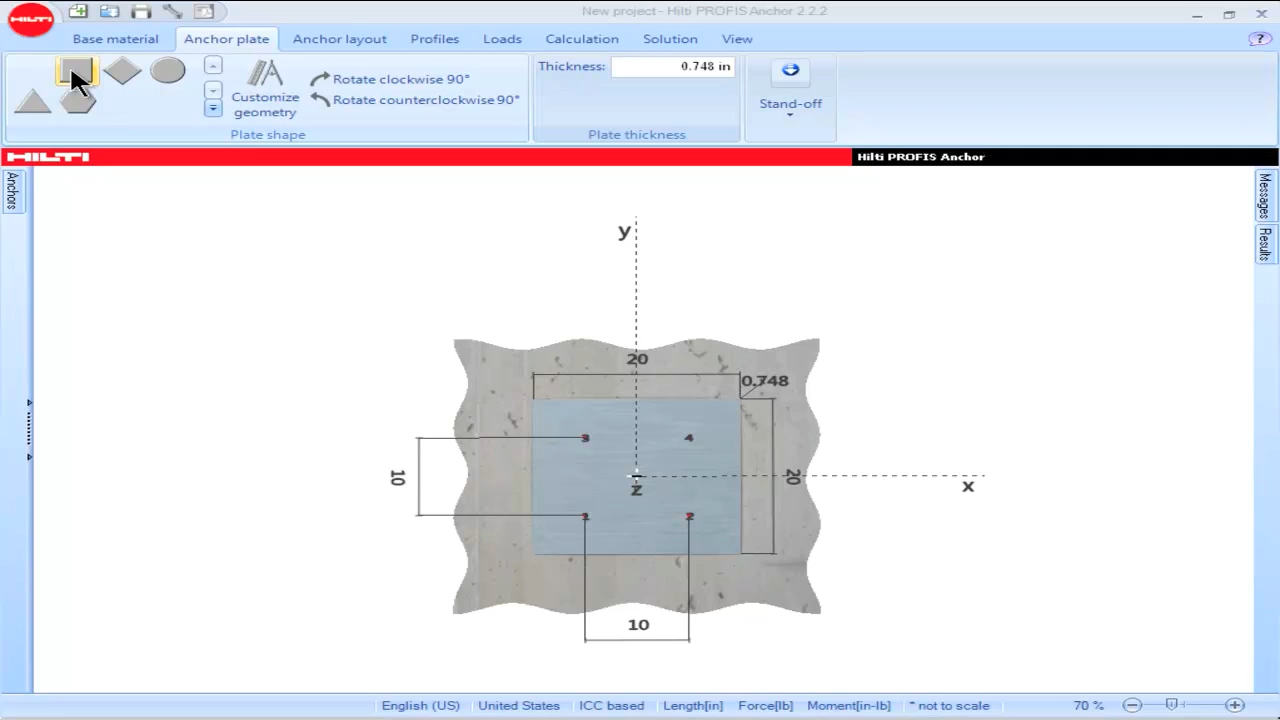 New project - Hilti PROFIS Anchor 2.2.2
HILTI
Base material
Anchor plate
Anchor layout
Profiles
Loads
Calculation
Solution
View
?
Customize
geometry
Rotate clockwise 90°
Rotate counterclockwise 90°
Plate shape
Thickness:
0.748 in
Plate thickness
Stand-off
HILTI
Hilti PROFIS Anchor
Anchors
Messages
Results
y
20
0.748
3
4
10
z
20
x
1
2
10
English (US)
United States
ICC based
Length[in]
Force[lb]
Moment[in-lb]
* not to scale
70 %